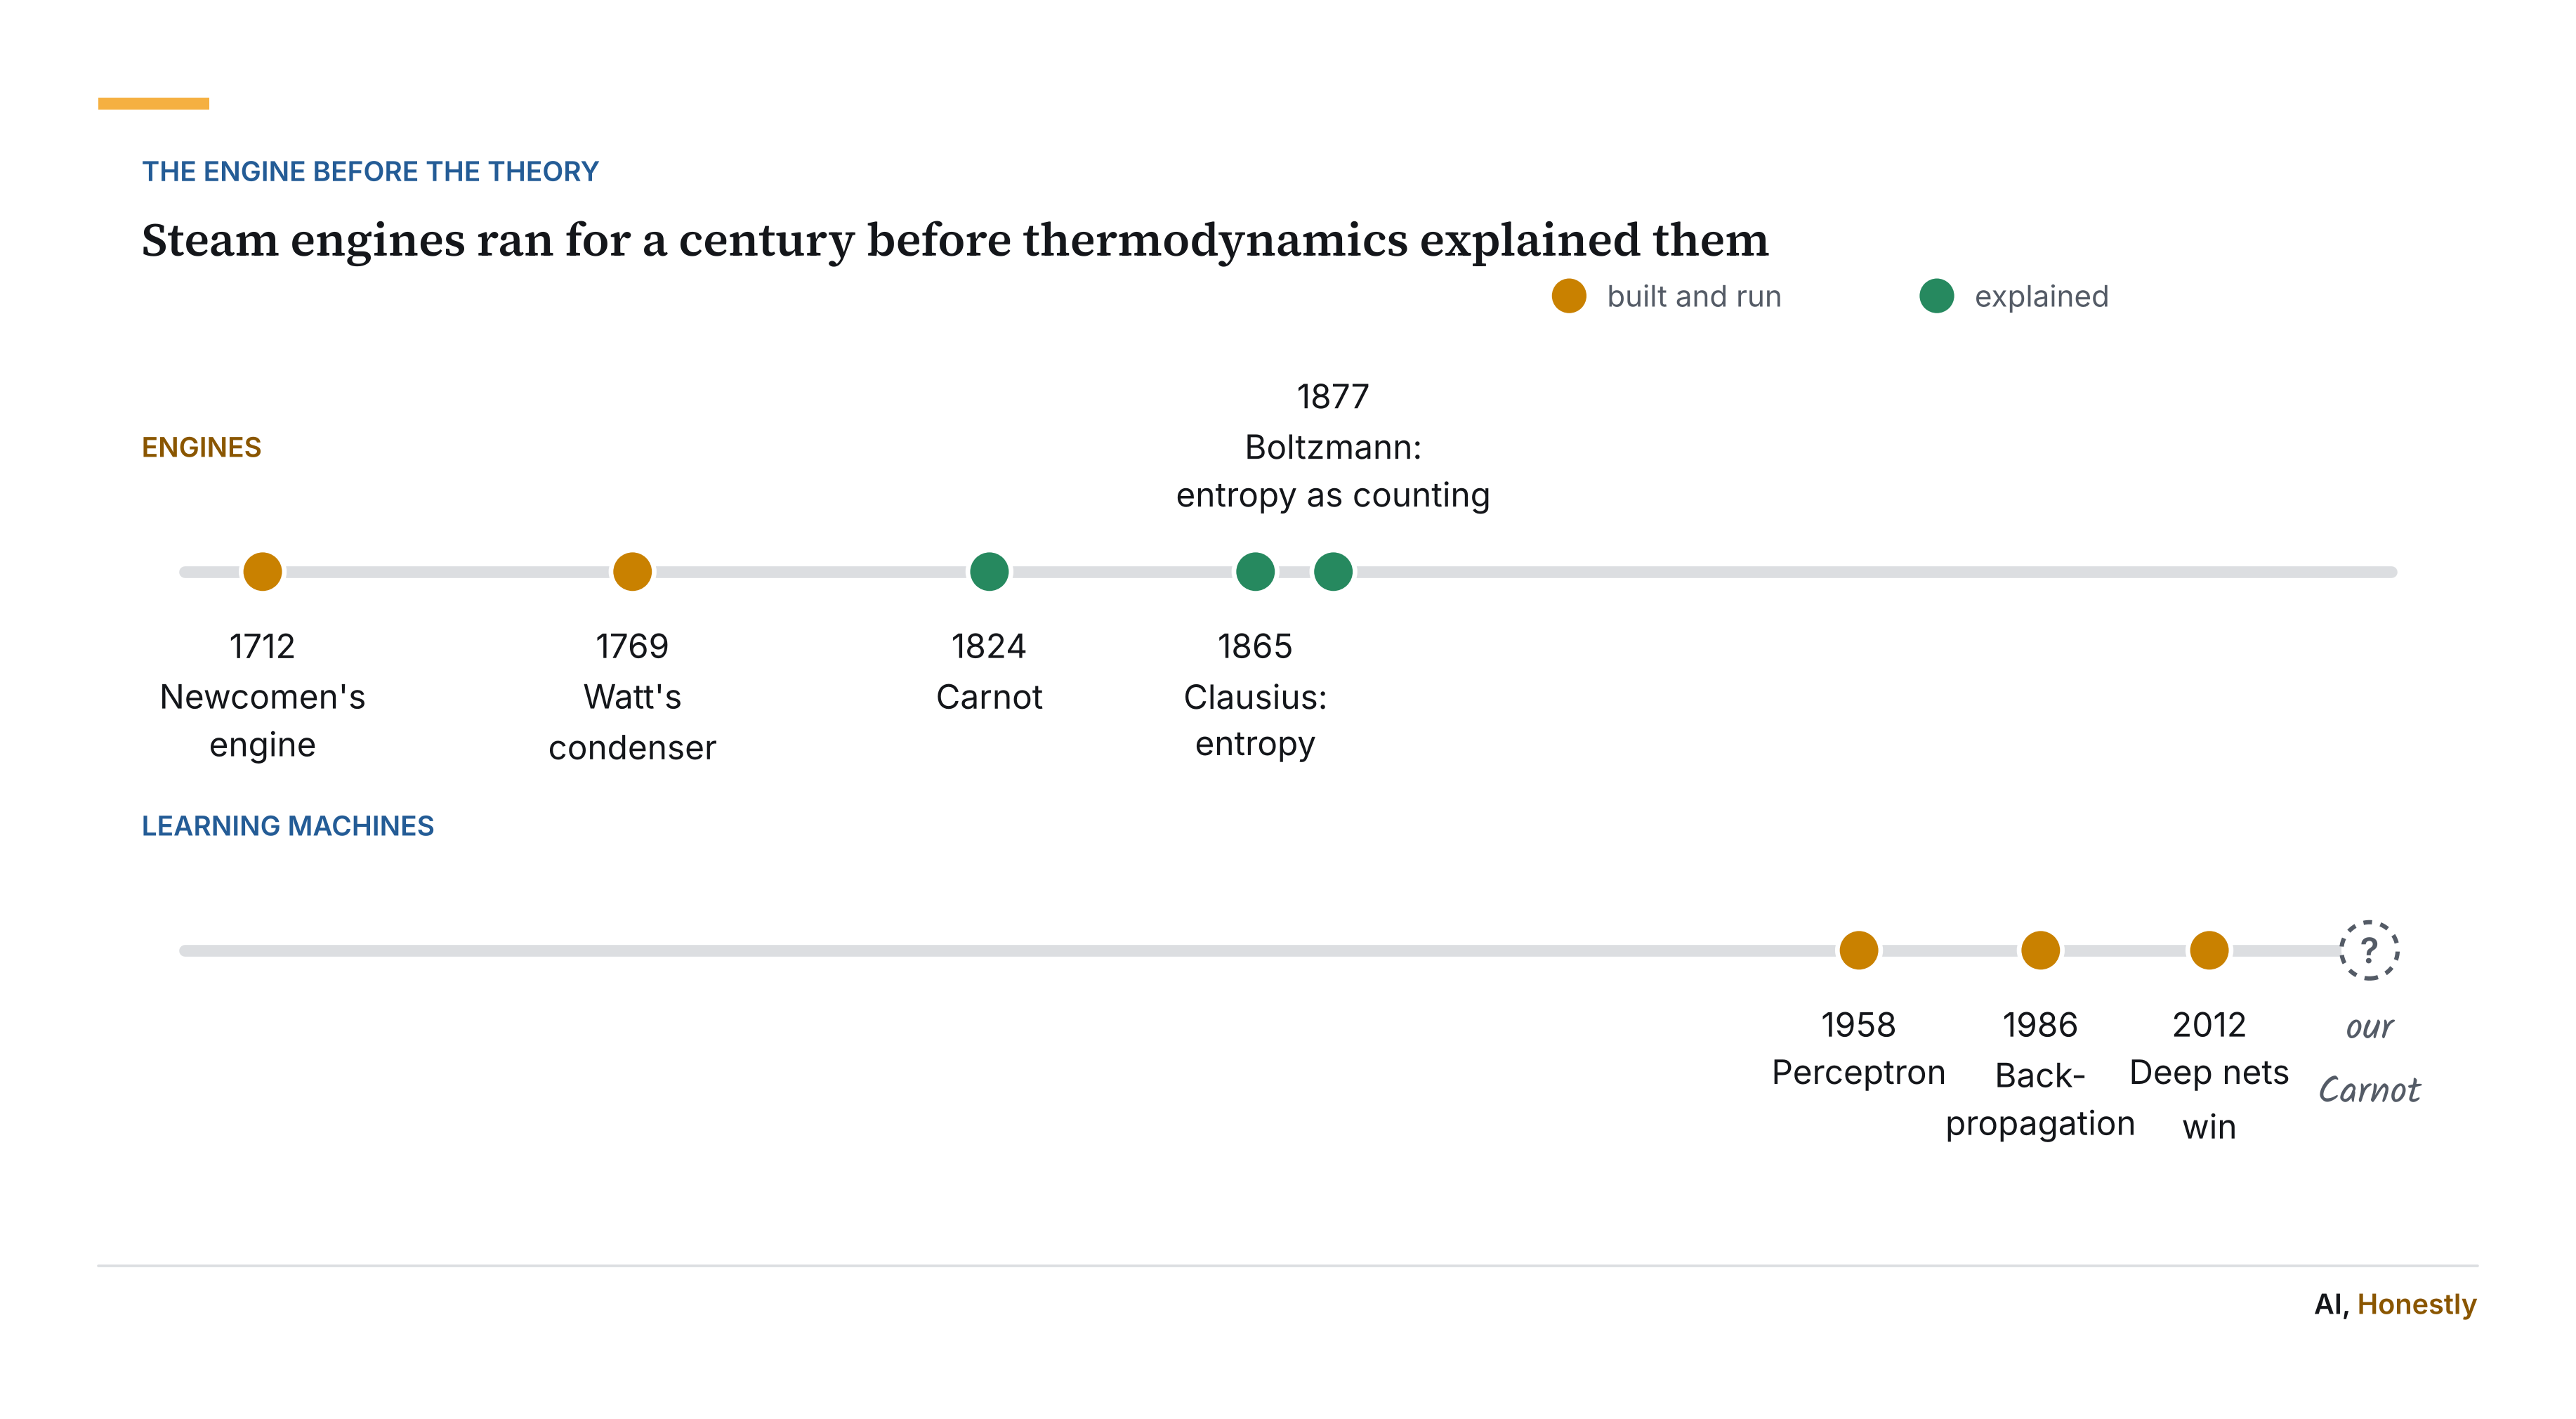 THE ENGINE BEFORE THE THEORY
Steam engines ran for a century before thermodynamics explained them
built and run
explained
ENGINES
1877
Boltzmann:
entropy as counting
1712
Newcomen's
engine
1769
Watt's
condenser
1824
Carnot
1865
Clausius:
entropy
LEARNING MACHINES
1958
Perceptron
1986
Back-
propagation
2012
Deep nets
win
?
our
Carnot
AI, Honestly